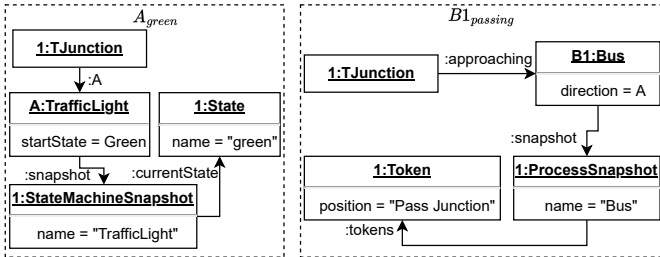 A_green
1:TJunction
:A
A:TrafficLight
startState = Green
1:State
name = "green"
:snapshot
:currentState
1:StateMachineSnapshot
name = "TrafficLight"
B1_passing
1:TJunction
:approaching
B1:Bus
direction = A
:snapshot
1:Token
position = "Pass Junction"
1:ProcessSnapshot
name = "Bus"
:tokens